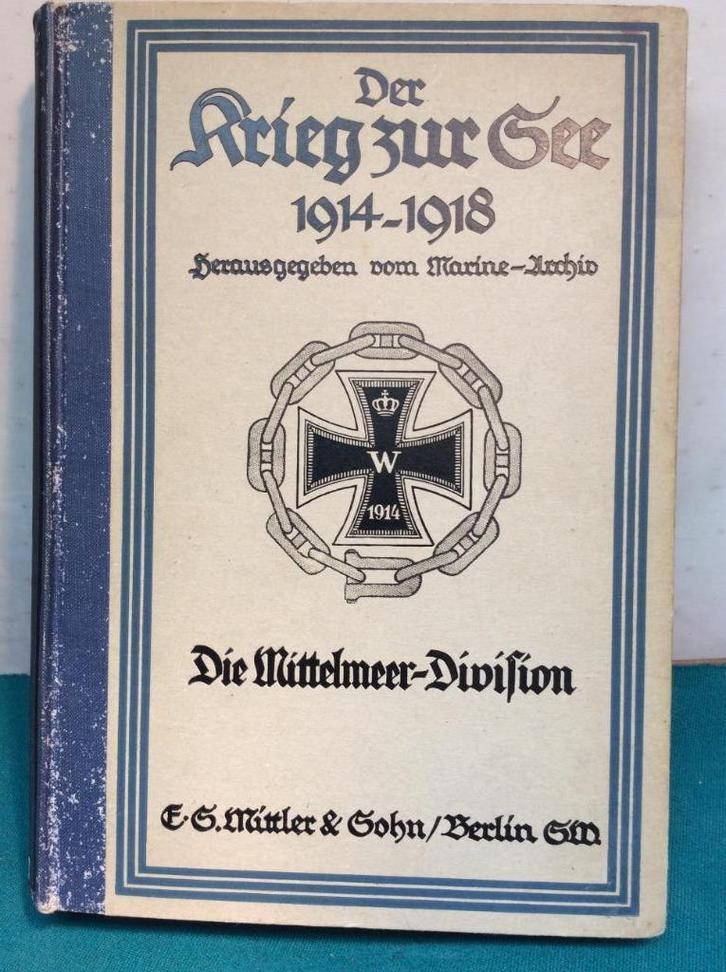 Der
Krieg zur See
1914-1918
Herausgegeben vom Marine-Archiv
W
1914
Die Mittelmeer-Diviſion
E. S. Mittler & Sohn / Berlin SW.